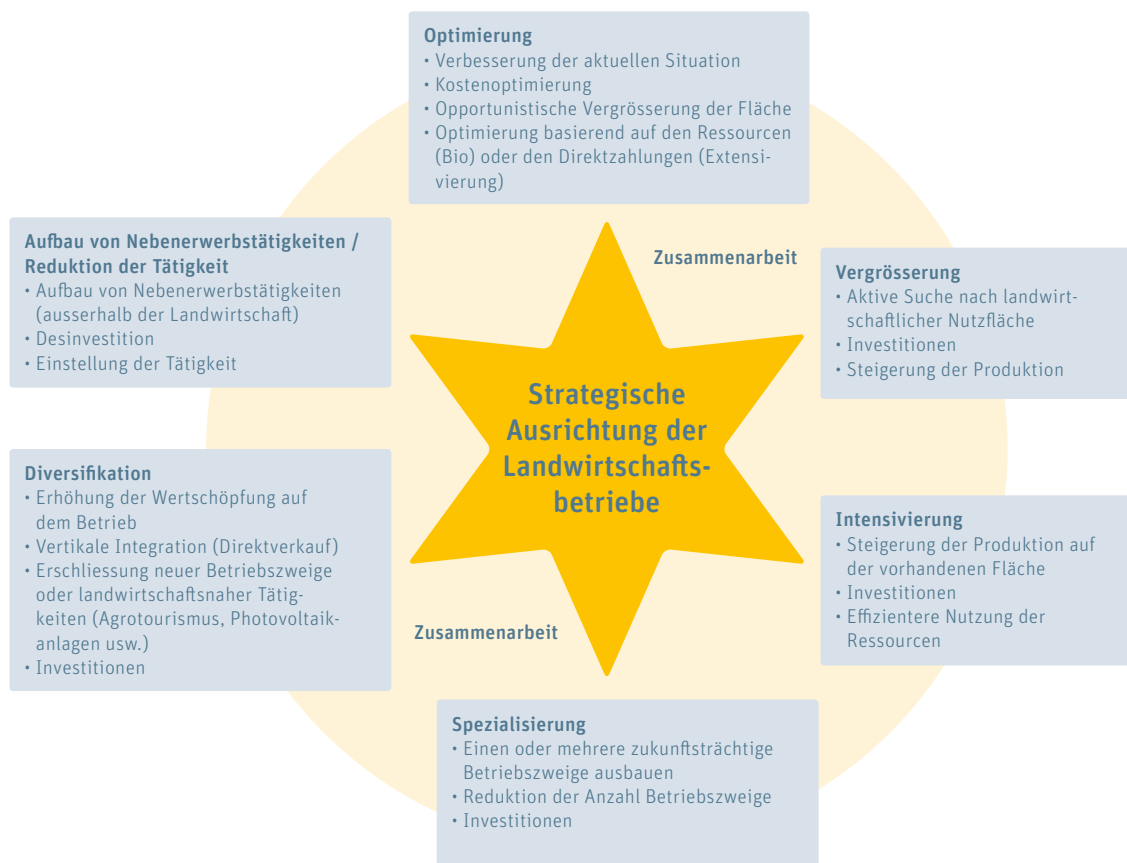 Optimierung
• Verbesserung der aktuellen Situation
• Kostenoptimierung
• Opportunistische Vergrösserung der Fläche
• Optimierung basierend auf den Ressourcen
(Bio) oder den Direktzahlungen (Extensi-
vierung)
Aufbau von Nebenerwerbstätigkeiten /
Reduktion der Tätigkeit
• Aufbau von Nebenerwerbstätigkeiten
(ausserhalb der Landwirtschaft)
• Desinvestition
• Einstellung der Tätigkeit
Zusammenarbeit
Vergrösserung
• Aktive Suche nach landwirt-
schaftlicher Nutzfläche
• Investitionen
• Steigerung der Produktion
Strategische
Ausrichtung der
Landwirtschafts-
betriebe
Diversifikation
• Erhöhung der Wertschöpfung auf
dem Betrieb
• Vertikale Integration (Direktverkauf)
• Erschliessung neuer Betriebszweige
oder landwirtschaftsnaher Tätig-
keiten (Agrotourismus, Photovoltaik-
anlagen usw.)
• Investitionen
Intensivierung
• Steigerung der Produktion auf
der vorhandenen Fläche
• Investitionen
• Effizientere Nutzung der
Ressourcen
Zusammenarbeit
Spezialisierung
• Einen oder mehrere zukunftsträchtige
Betriebszweige ausbauen
• Reduktion der Anzahl Betriebszweige
• Investitionen